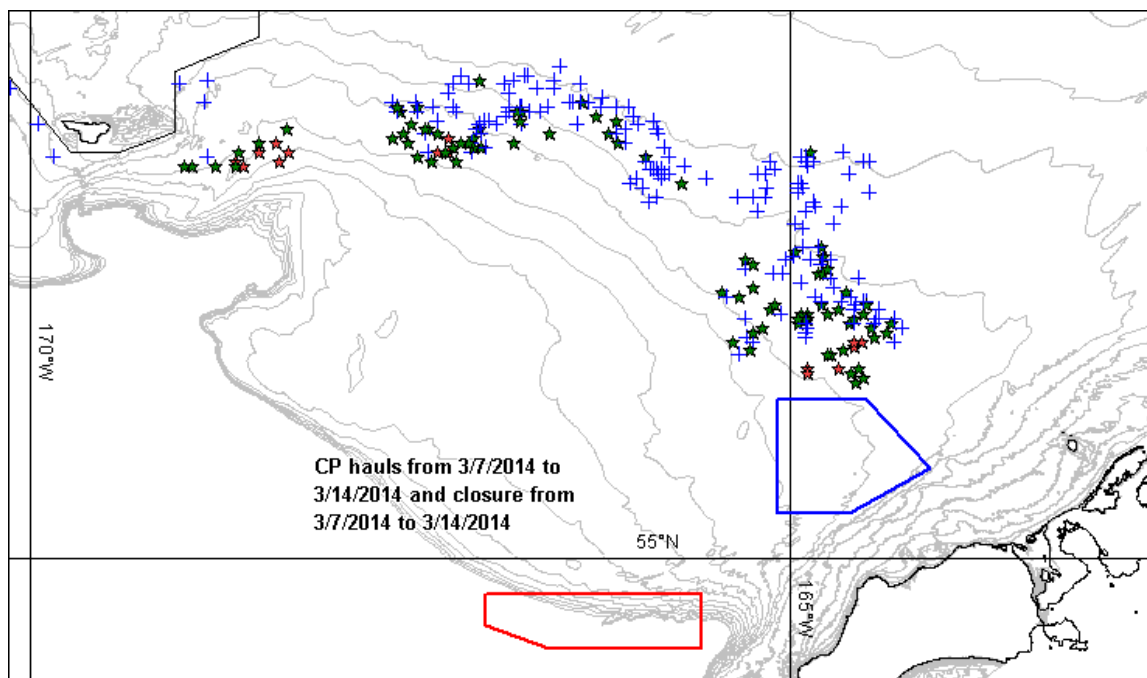 170°W
CP hauls from 3/7/2014 to
3/14/2014 and closure from
3/7/2014 to 3/14/2014
55°N
165°W